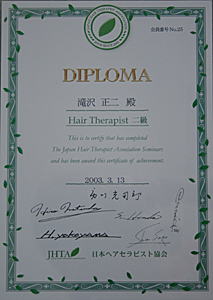 会員番号 No.25
DIPLOMA
滝沢 正二 殿
Hair Therapist 二級
This is to certify that has completed
The Japan Hair Therapist Association Seminars
and has been award this certificate of achievement.
2003. 3. 13
H.yokoyama
JHTA 日本ヘアセラピスト協会